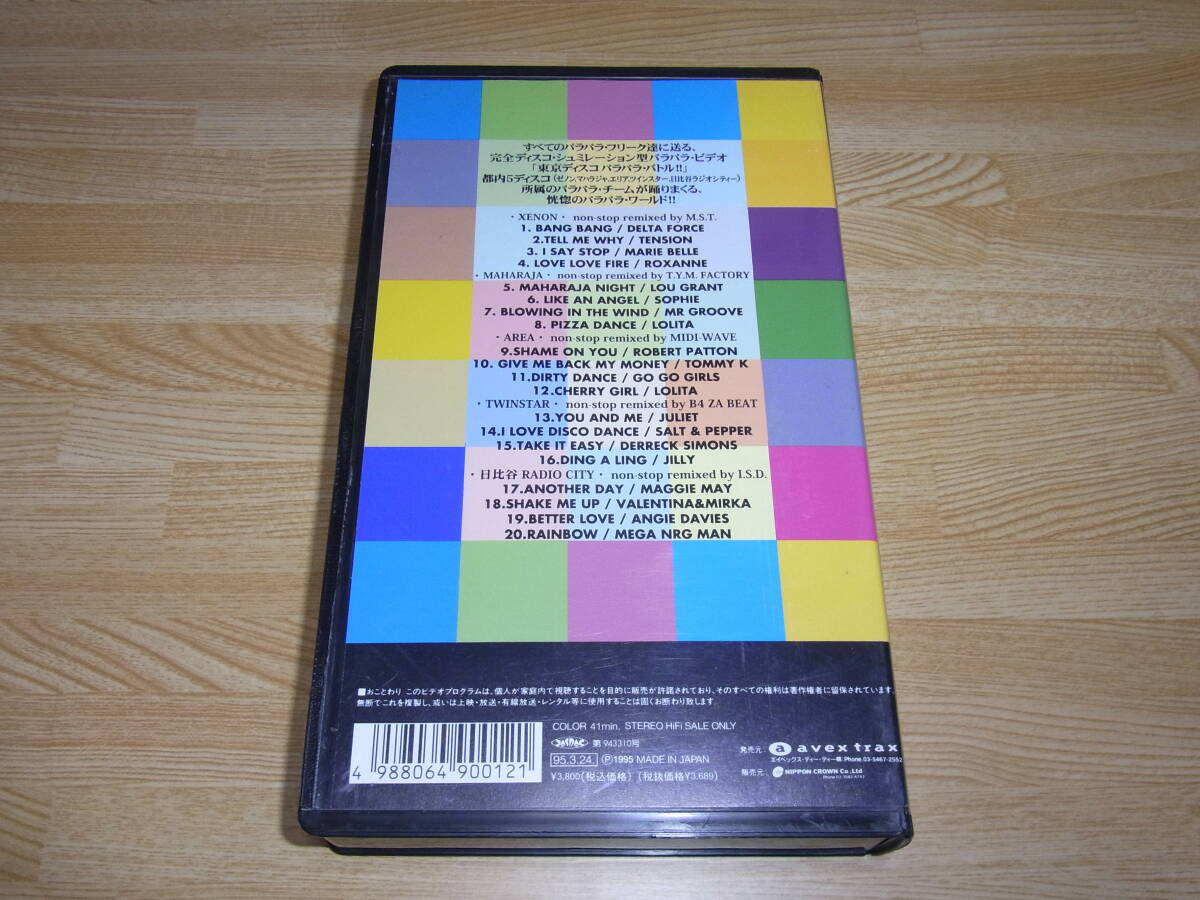 すべてのパラパラ・フリーク達に送る、
完全ディスコ・シュミレーション型パラパラ・ビデオ
「東京ディスコ パラパラ・バトル!!」
都内5ディスコ(ゼノン,マハラジャ,エリア,ツインスター,日比谷ラジオシティー)
所属のパラパラ・チームが踊りまくる、
恍惚のパラパラ・ワールド!!
・XENON・ non-stop remixed by M.S.T.
1. BANG BANG / DELTA FORCE
2.TELL ME WHY / TENSION
3. I SAY STOP / MARIE BELLE
4. LOVE LOVE FIRE / ROXANNE
・MAHARAJA・ non-stop remixed by T.Y.M. FACTORY
5. MAHARAJA NIGHT / LOU GRANT
6. LIKE AN ANGEL / SOPHIE
7. BLOWING IN THE WIND / MR GROOVE
8. PIZZA DANCE / LOLITA
・AREA・ non-stop remixed by MIDI-WAVE
9.SHAME ON YOU / ROBERT PATTON
10. GIVE ME BACK MY MONEY / TOMMY K
11.DIRTY DANCE / GO GO GIRLS
12.CHERRY GIRL / LOLITA
・TWINSTAR・ non-stop remixed by B4 ZA BEAT
13.YOU AND ME / JULIET
14.I LOVE DISCO DANCE / SALT & PEPPER
15.TAKE IT EASY / DERRECK SIMONS
16.DING A LING / JILLY
・日比谷 RADIO CITY・ non-stop remixed by I.S.D.
17.ANOTHER DAY / MAGGIE MAY
18.SHAKE ME UP / VALENTINA&MIRKA
19.BETTER LOVE / ANGIE DAVIES
20.RAINBOW / MEGA NRG MAN
■おことわり このビデオプログラムは、個人が家庭内で視聴することを目的に販売が許諾されており、そのすべての権利は著作権者に留保されています。
無断でこれを複製し、或いは上映・放送・有線放送・レンタル等に使用することは固くお断わり致します
COLOR 41min. STEREO HiFi SALE ONLY
第 943310号
95.3.24. Ⓟ1995 MADE IN JAPAN
¥3,800(税込価格) (税抜価格¥3,689)
4 988064 900121
発売元: a avex trax
エイベックス・ディー・ディー㈱:Phone.03-5467-2552
販売元: NIPPON CROWN Co.,Ltd